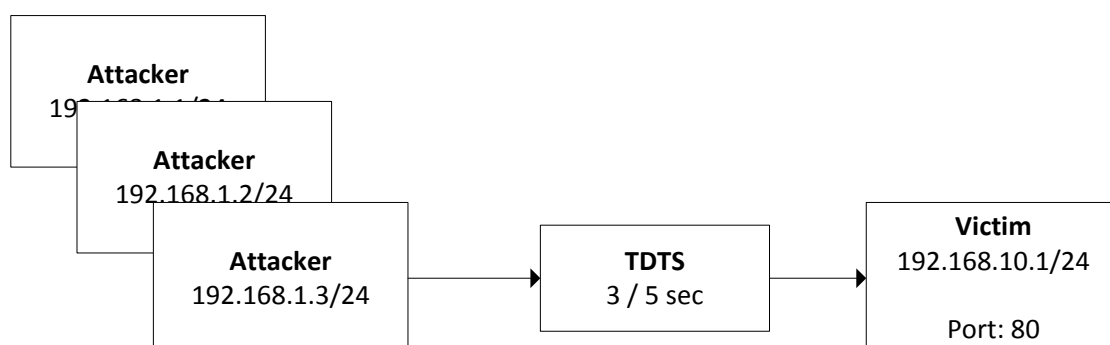 Attacker
Attacker
192.168.1.2/24
Attacker
192.168.1.3/24
TDTS
3 / 5 sec
Victim
192.168.10.1/24
Port: 80